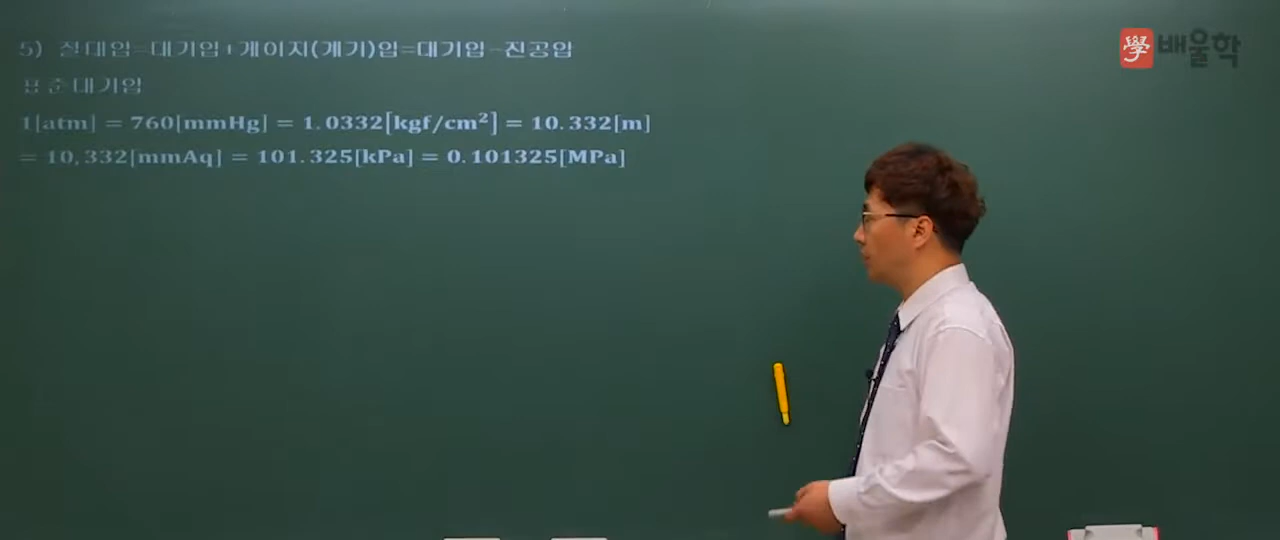 5) 절대압=대기압+게이지(계기)압=대기압-진공압
표준대기압
1[atm] = 760[mmHg] = 1.0332[kgf/cm²] = 10.332[m]
= 10,332[mmAq] = 101.325[kPa] = 0.101325[MPa]
學 배울학